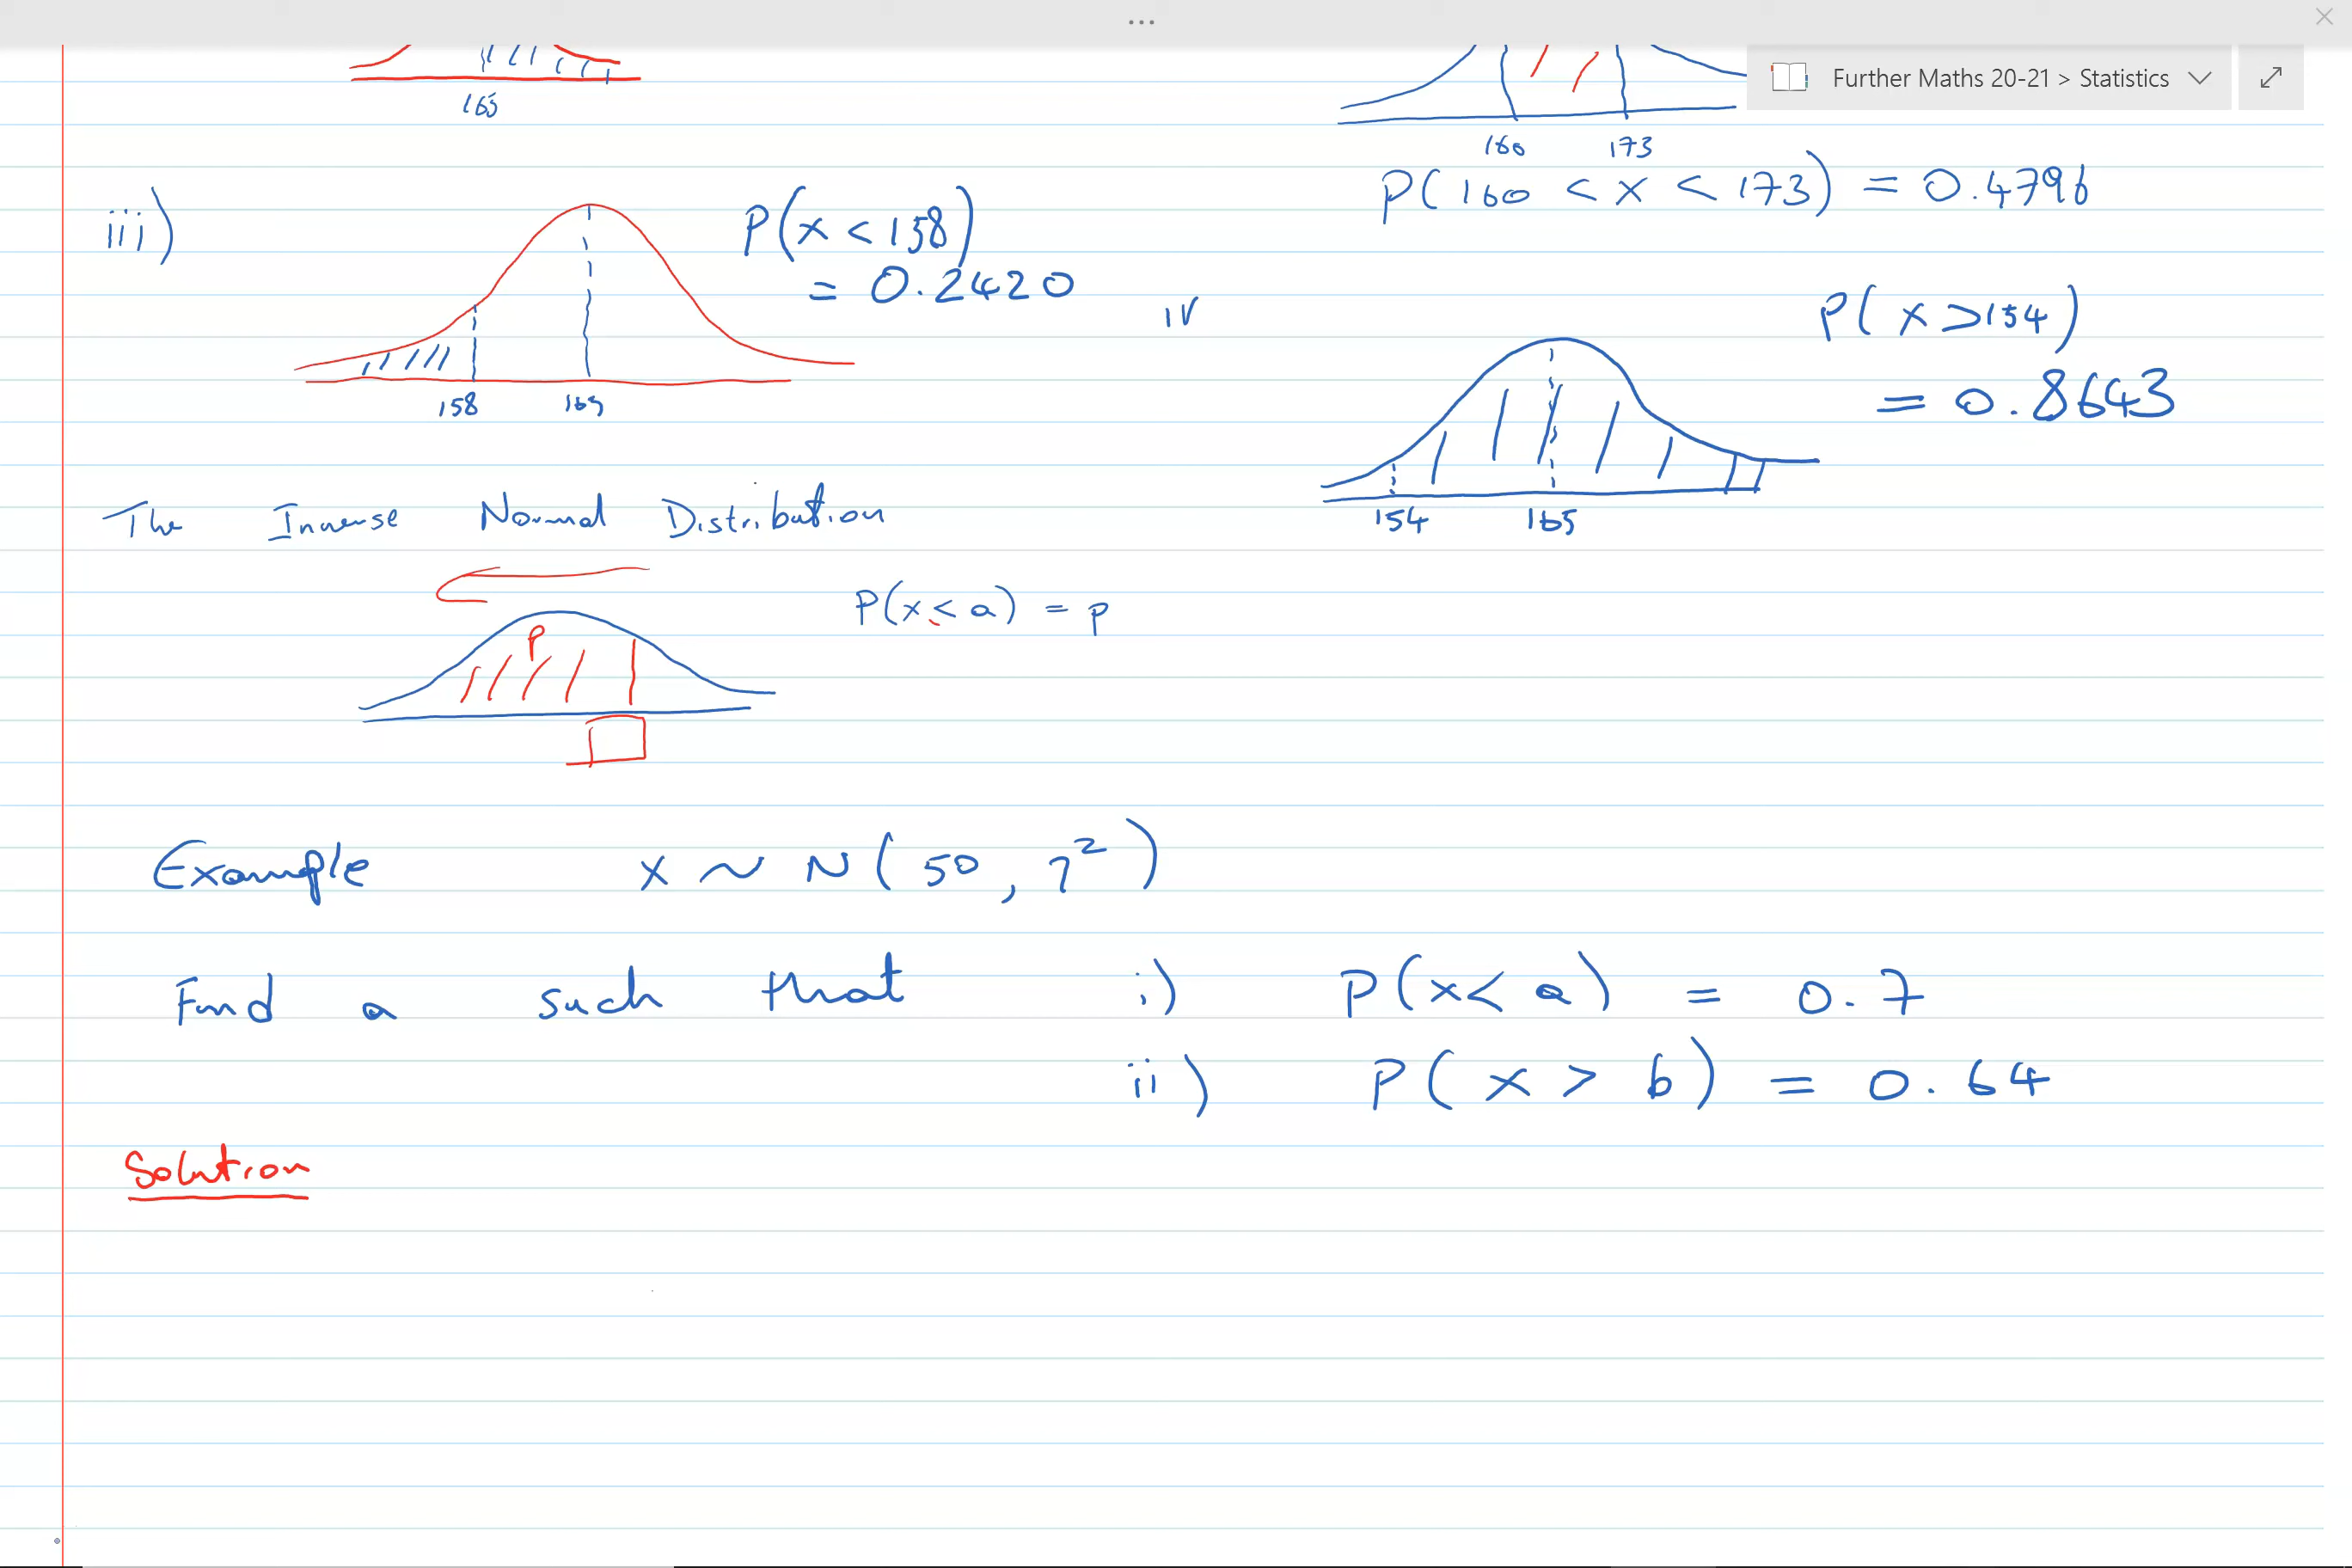 ...
Further Maths 20-21 > Statistics
165
160 173
P( 160 < x < 173) = 0.4796
iii)
P(x < 158)
= 0.2420
158 165
iv
P( x > 154)
= 0.8643
154 165
The Inverse Normal Distribution
P(x < a) = p
p
Example x ~ N( 50, 7²)
Find a such that i) P(x < a) = 0.7
ii) P( x > b) = 0.64
Solution